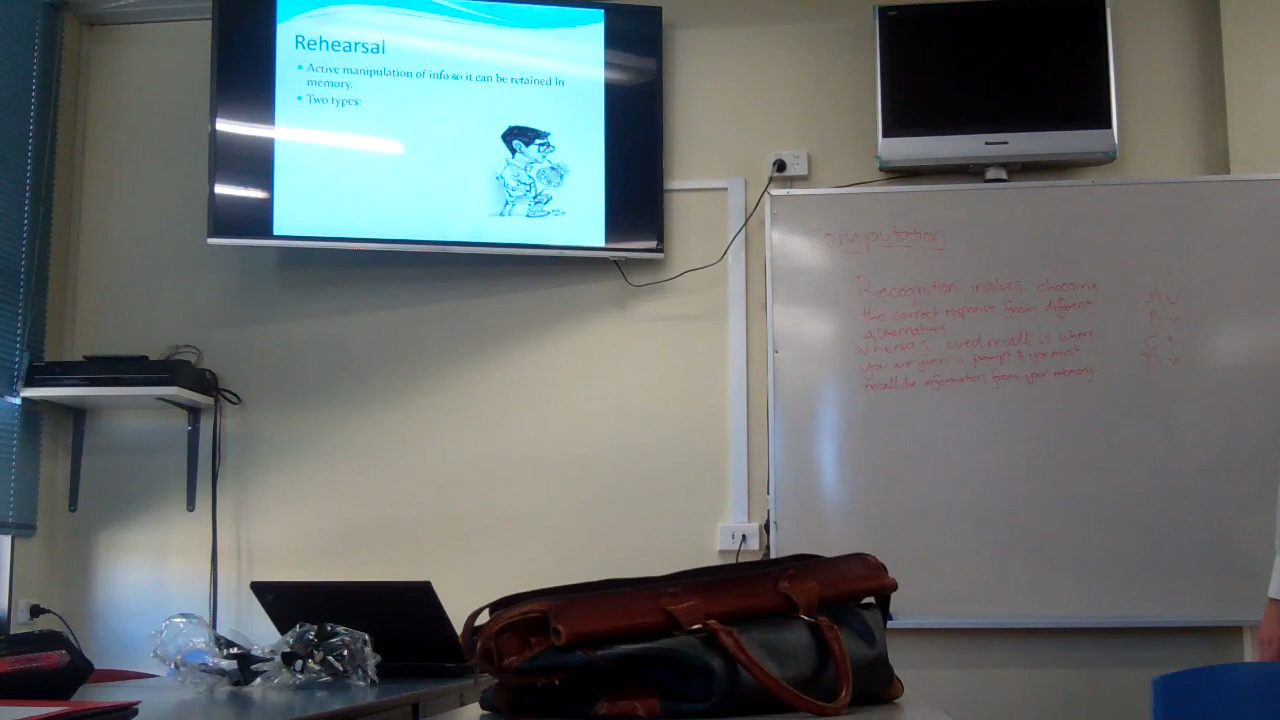 Rehearsal
Active manipulation of info so it can be retained in
memory.
Two types:
Computation
Recognition involves choosing
the correct response from different
alternatives
whereas cued recall is where
you are given a prompt & you must
recall the information from your memory